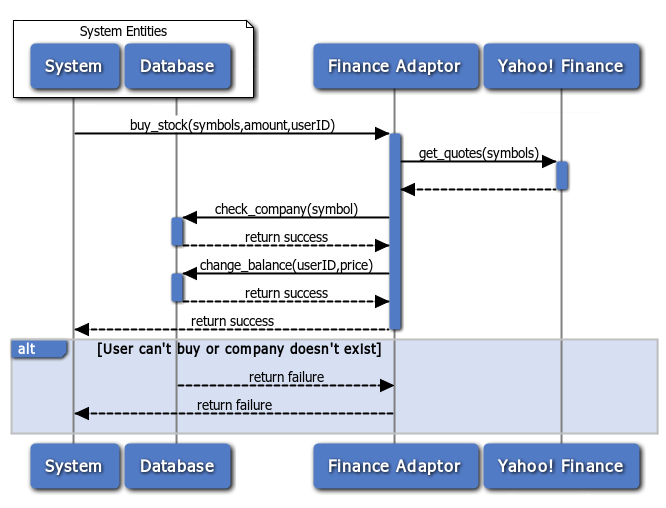 System Entities
System
Database
Finance Adaptor
Yahoo! Finance
buy_stock(symbols,amount,userID)
get_quotes(symbols)
check_company(symbol)
return success
change_balance(userID,price)
return success
return success
alt
[User can't buy or company doesn't exist]
return failure
return failure
System
Database
Finance Adaptor
Yahoo! Finance